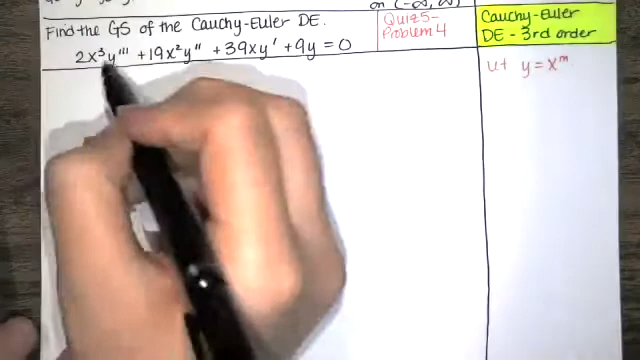 on (-∞, ∞)
Find the GS of the Cauchy-Euler DE.
2x³y''' + 19x²y'' + 39xy' + 9y = 0
Quiz 5-
Problem 4
Cauchy-Euler
DE - 3rd order
let y = xᵐ.